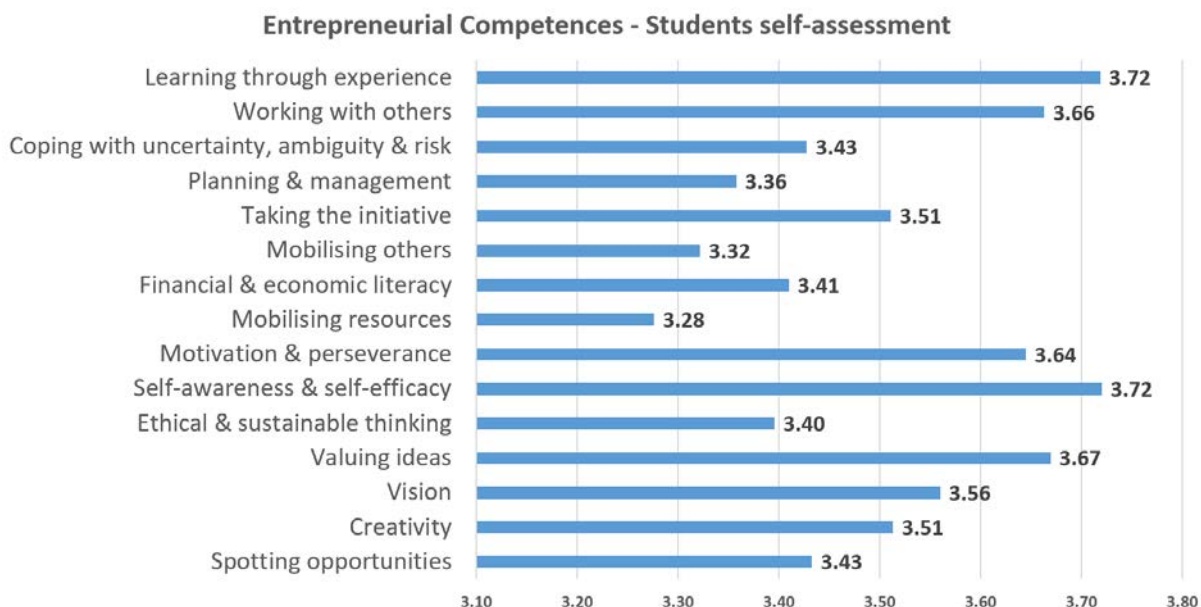 Entrepreneurial Competences - Students self-assessment
Learning through experience 3.72
Working with others 3.66
Coping with uncertainty, ambiguity & risk 3.43
Planning & management 3.36
Taking the initiative 3.51
Mobilising others 3.32
Financial & economic literacy 3.41
Mobilising resources 3.28
Motivation & perseverance 3.64
Self-awareness & self-efficacy 3.72
Ethical & sustainable thinking 3.40
Valuing ideas 3.67
Vision 3.56
Creativity 3.51
Spotting opportunities 3.43
3.10 3.20 3.30 3.40 3.50 3.60 3.70 3.80